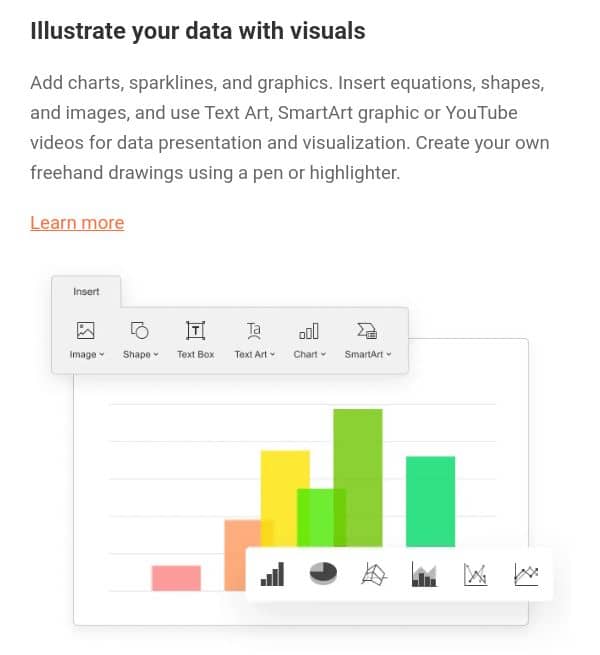 Illustrate your data with visuals
Add charts, sparklines, and graphics. Insert equations, shapes,
and images, and use Text Art, SmartArt graphic or YouTube
videos for data presentation and visualization. Create your own
freehand drawings using a pen or highlighter.
Learn more
Insert
T Ta
Image Shape Text Box Text Art Chart SmartArt